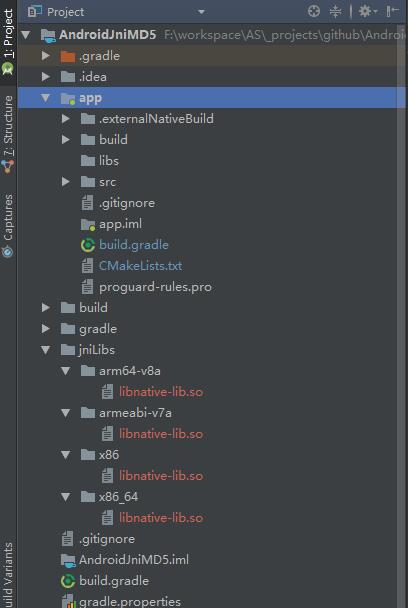 Project
AndroidJniMD5 F:\workspace\AS\_projects\github\Androi
.gradle
.idea
app
.externalNativeBuild
build
libs
src
.gitignore
app.iml
build.gradle
CMakeLists.txt
proguard-rules.pro
build
gradle
jniLibs
arm64-v8a
libnative-lib.so
armeabi-v7a
libnative-lib.so
x86
libnative-lib.so
x86_64
libnative-lib.so
.gitignore
AndroidJniMD5.iml
build.gradle
gradle.properties
1: Project
7: Structure
Captures
uild Variants